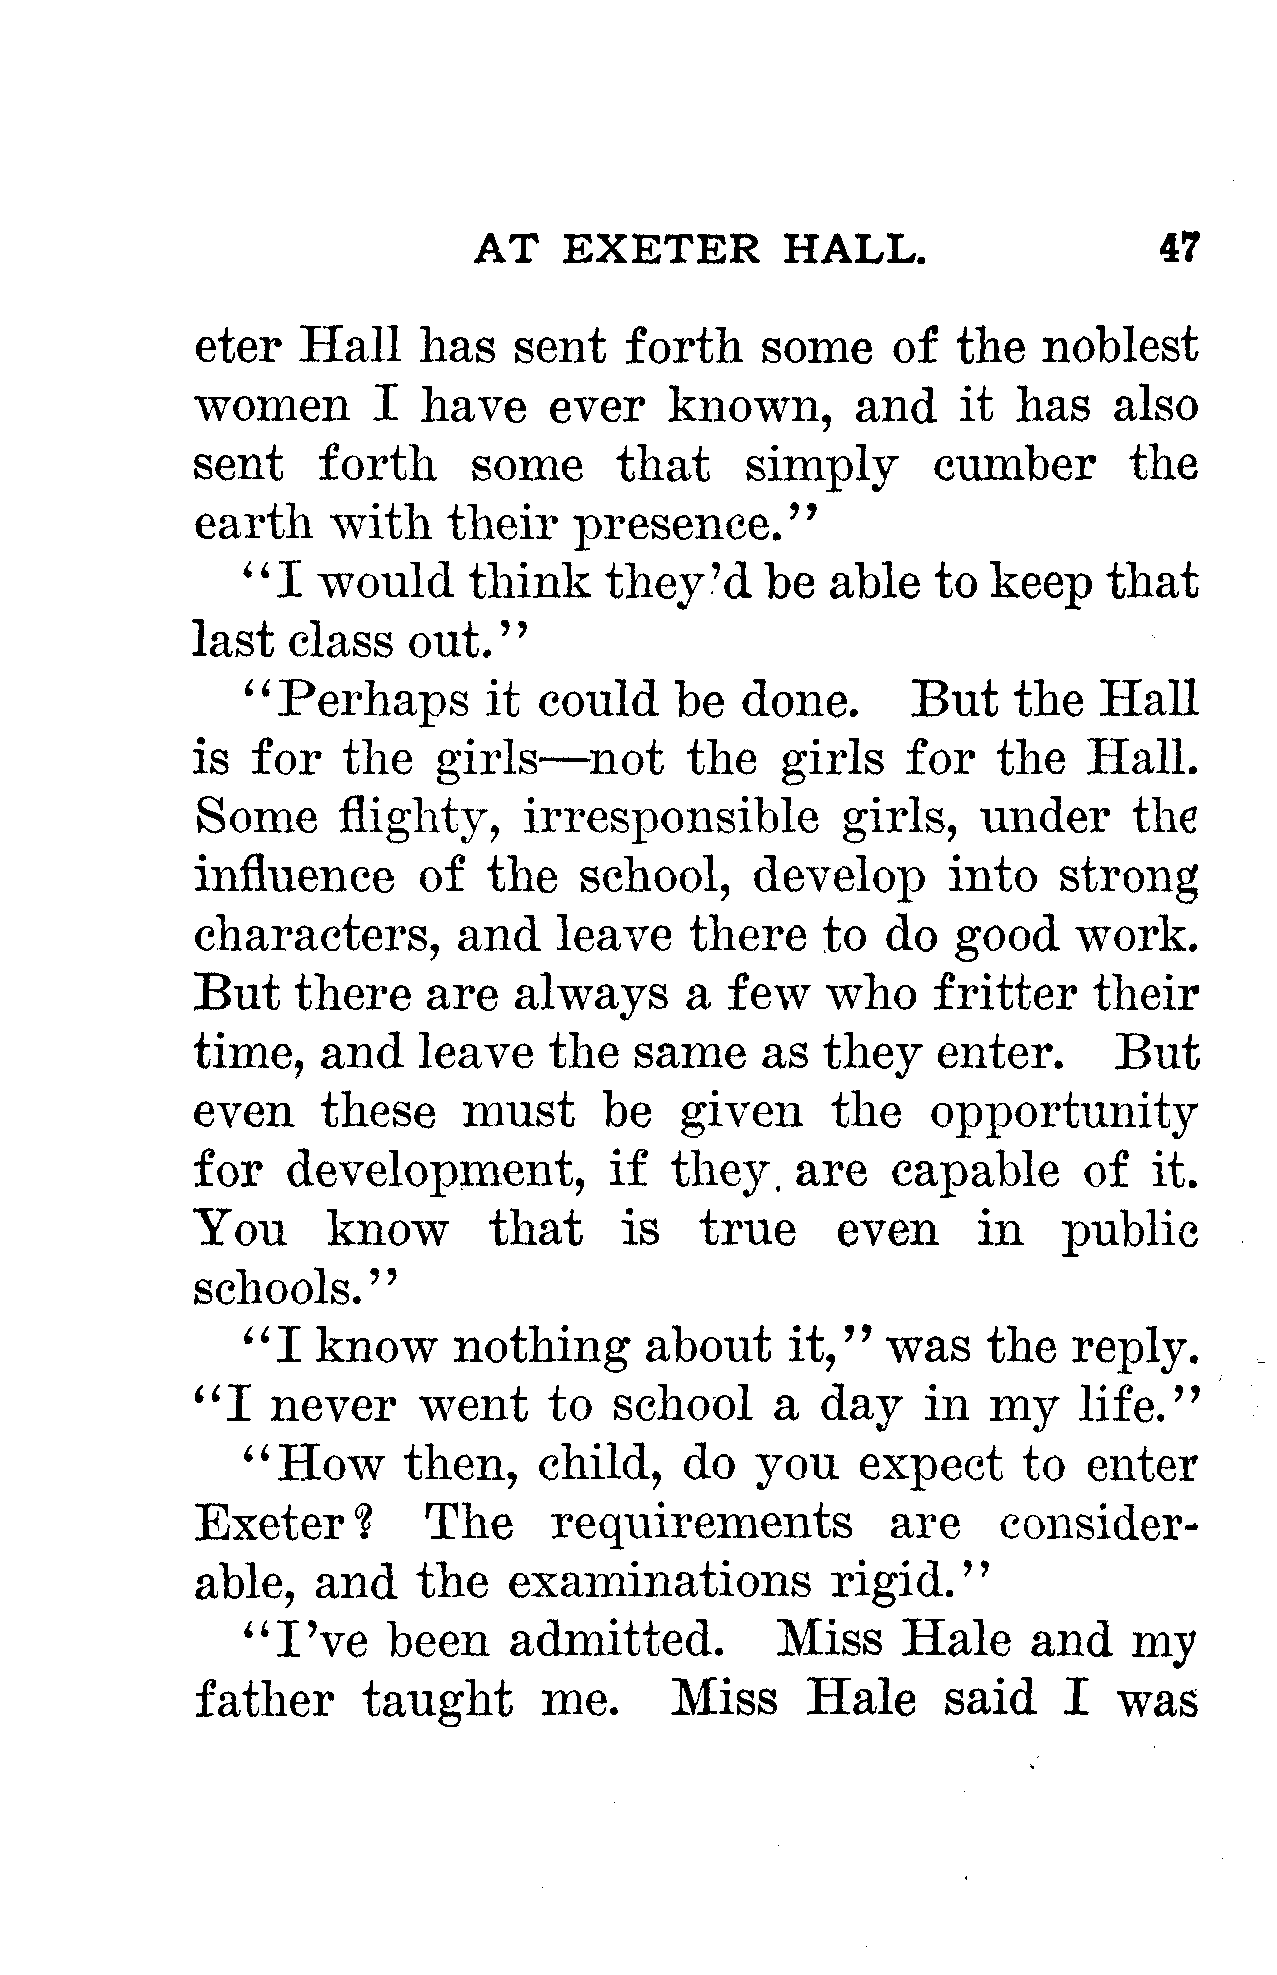 AT EXETER HALL. 47
eter Hall has sent forth some of the noblest
women I have ever known, and it has also
sent forth some that simply cumber the
earth with their presence."
"I would think they'd be able to keep that
last class out."
"Perhaps it could be done. But the Hall
is for the girls—not the girls for the Hall.
Some flighty, irresponsible girls, under the
influence of the school, develop into strong
characters, and leave there to do good work.
But there are always a few who fritter their
time, and leave the same as they enter. But
even these must be given the opportunity
for development, if they are capable of it.
You know that is true even in public
schools."
"I know nothing about it," was the reply.
"I never went to school a day in my life."
"How then, child, do you expect to enter
Exeter? The requirements are consider-
able, and the examinations rigid."
"I've been admitted. Miss Hale and my
father taught me. Miss Hale said I was